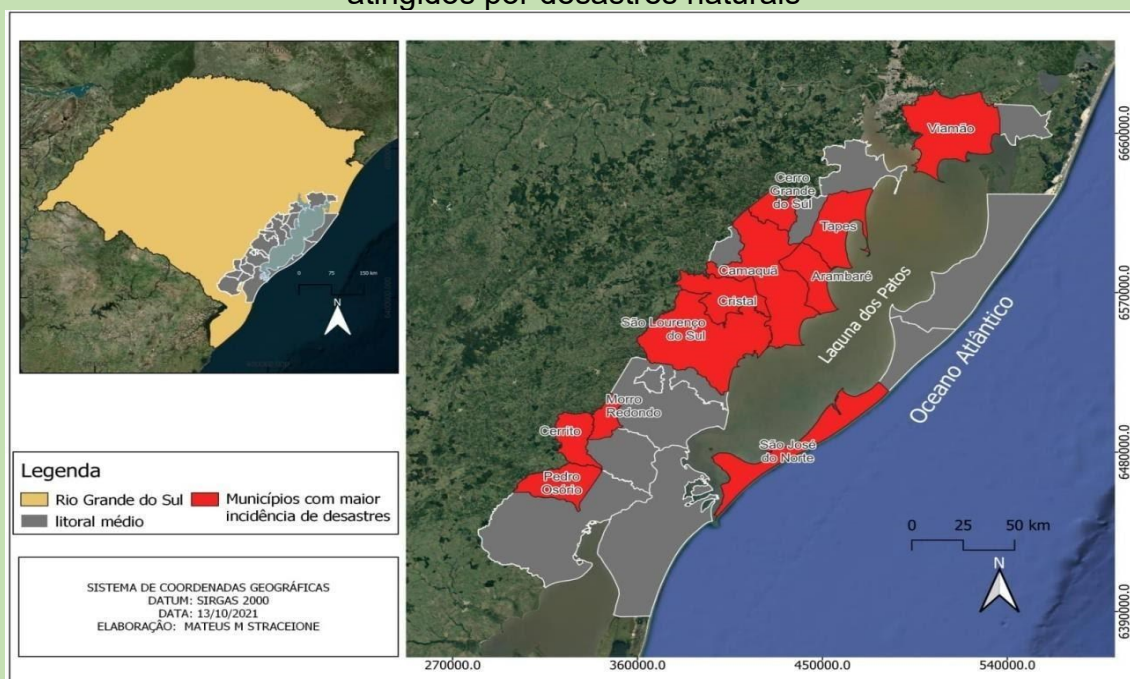 atingidos por desastres naturais
0 75 150 km
N
Legenda
Rio Grande do Sul
litoral médio
Municípios com maior
incidência de desastres
SISTEMA DE COORDENADAS GEOGRÁFICAS
DATUM: SIRGAS 2000
DATA: 13/10/2021
ELABORAÇÃO: MATEUS M STRACEIONE
Viamão
Cerro
Grande
do Sul
Tapes
Camaquã
Arambaré
Cristal
São Lourenço
do Sul
Laguna dos Patos
Oceano Atlântico
Morro
Redondo
Cerrito
São José
do Norte
Pedro
Osório
0 25 50 km
N
6660000.0
6570000.0
6480000.0
6390000.0
270000.0 360000.0 450000.0 540000.0